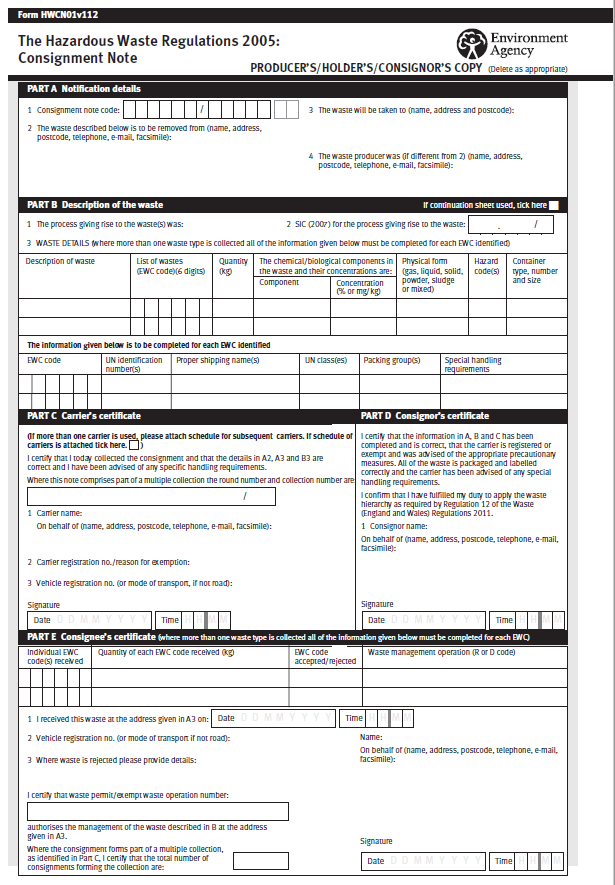 Form HWCN01v112
The Hazardous Waste Regulations 2005:
Consignment Note
Environment
Agency
PRODUCER'S/HOLDER'S/CONSIGNOR'S COPY (Delete as appropriate)
PART A Notification details
1 Consignment note code: /
2 The waste described below is to be removed from (name, address,
postcode, telephone, e-mail, facsimile):
3 The waste will be taken to (name, address and postcode):
4 The waste producer was (if different from 2) (name, address,
postcode, telephone, e-mail, facsimile):
PART B Description of the waste
If continuation sheet used, tick here
1 The process giving rise to the waste(s) was:
2 SIC (2007) for the process giving rise to the waste: . /
3 WASTE DETAILS (where more than one waste type is collected all of the information given below must be completed for each EWC identified)
Description of waste
List of wastes
(EWC code)(6 digits)
Quantity
(kg)
The chemical/biological components in
the waste and their concentrations are:
Component
Concentration
(% or mg/kg)
Physical form
(gas, liquid, solid,
powder, sludge
or mixed)
Hazard
code(s)
Container
type, number
and size
The information given below is to be completed for each EWC identified
EWC code
UN identification
number(s)
Proper shipping name(s)
UN class(es)
Packing group(s)
Special handling
requirements
PART C Carrier's certificate
(If more than one carrier is used, please attach schedule for subsequent carriers. If schedule of
carriers is attached tick here. )
I certify that I today collected the consignment and that the details in A2, A3 and B3 are
correct and I have been advised of any specific handling requirements.
Where this note comprises part of a multiple collection the round number and collection number are:
/
1 Carrier name:
On behalf of (name, address, postcode, telephone, e-mail, facsimile):
2 Carrier registration no./reason for exemption:
3 Vehicle registration no. (or mode of transport, if not road):
Signature
Date D D M M Y Y Y Y Time H H M M
PART D Consignor's certificate
I certify that the information in A, B and C has been
completed and is correct, that the carrier is registered or
exempt and was advised of the appropriate precautionary
measures. All of the waste is packaged and labelled
correctly and the carrier has been advised of any special
handling requirements.
I confirm that I have fulfilled my duty to apply the waste
hierarchy as required by Regulation 12 of the Waste
(England and Wales) Regulations 2011.
1 Consignor name:
On behalf of (name, address, postcode, telephone, e-mail,
facsimile):
Signature
Date D D M M Y Y Y Y Time H H M M
PART E Consignee's certificate (where more than one waste type is collected all of the information given below must be completed for each EWC)
Individual EWC
code(s) received
Quantity of each EWC code received (kg)
EWC code
accepted/rejected
Waste management operation (R or D code)
1 I received this waste at the address given in A3 on: Date D D M M Y Y Y Y Time H H M M
2 Vehicle registration no. (or mode of transport if not road):
3 Where waste is rejected please provide details:
Name:
On behalf of (name, address, postcode, telephone, e-mail,
facsimile):
I certify that waste permit/exempt waste operation number:
authorises the management of the waste described in B at the address
given in A3.
Where the consignment forms part of a multiple collection,
as identified in Part C, I certify that the total number of
consignments forming the collection are:
Signature
Date D D M M Y Y Y Y Time H H M M